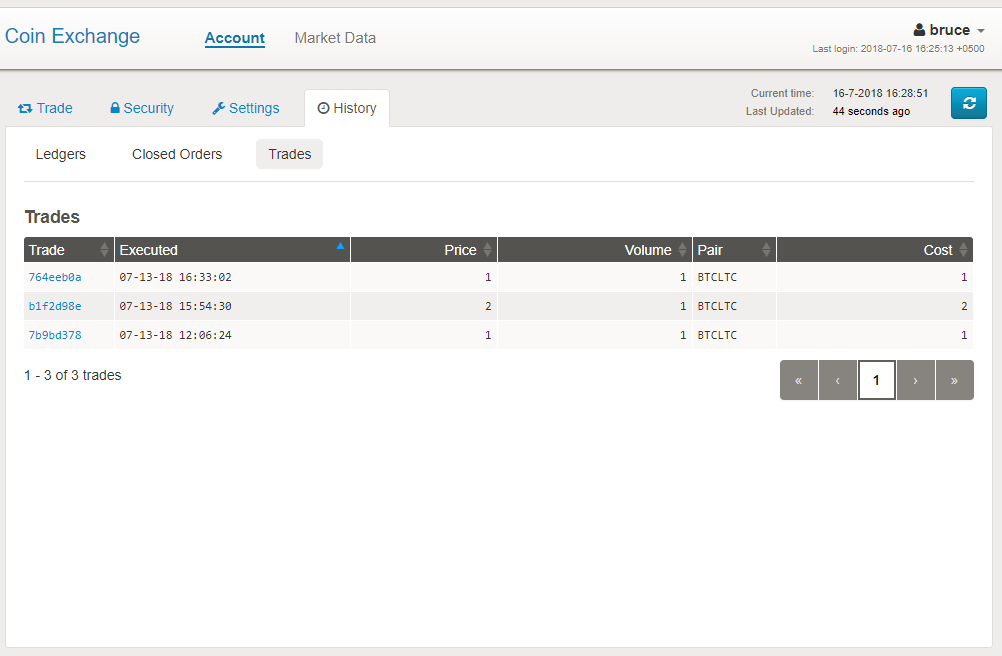 Coin Exchange Account Market Data bruce
Last login: 2018-07-16 16:25:13 +0500
Trade Security Settings History
Current time: 16-7-2018 16:28:51
Last Updated: 44 seconds ago
Ledgers Closed Orders Trades
Trades
Trade Executed Price Volume Pair Cost
764eeb0a 07-13-18 16:33:02 1 1 BTCLTC 1
b1f2d98e 07-13-18 15:54:30 2 1 BTCLTC 2
7b9bd378 07-13-18 12:06:24 1 1 BTCLTC 1
1 - 3 of 3 trades
« ‹ 1 › »